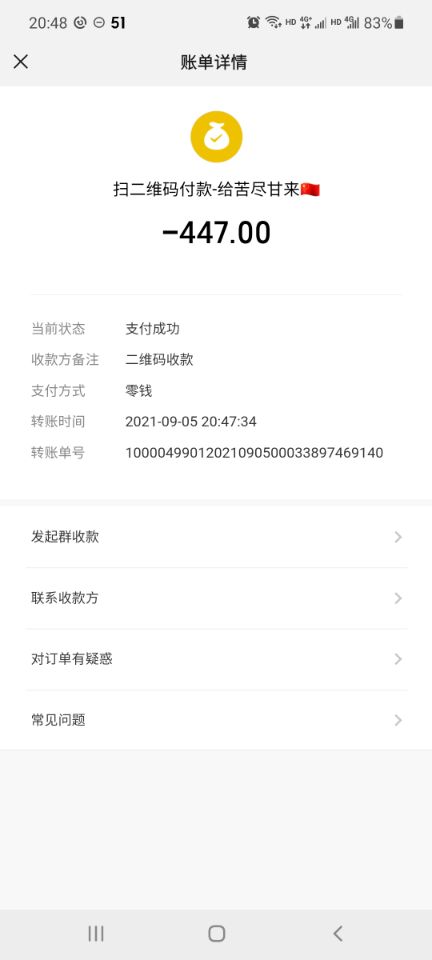 20:48 51 HD 4G+ HD 4G 83%
账单详情
扫二维码付款-给苦尽甘来🇨🇳
-447.00
当前状态 支付成功
收款方备注 二维码收款
支付方式 零钱
转账时间 2021-09-05 20:47:34
转账单号 1000049901202109050003389746​9140
发起群收款
联系收款方
对订单有疑惑
常见问题